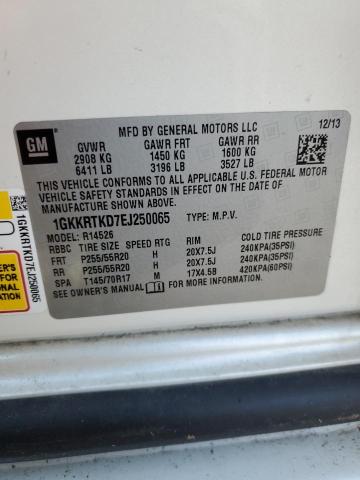 GM
MFD BY GENERAL MOTORS LLC 12/13
GVWR GAWR FRT GAWR RR
2908 KG 1450 KG 1600 KG
6411 LB 3196 LB 3527 LB
THIS VEHICLE CONFORMS TO ALL APPLICABLE U.S. FEDERAL MOTOR
VEHICLE SAFETY STANDARDS IN EFFECT ON THE DATE OF
MANUFACTURE SHOWN ABOVE.
1GKKRTKD7EJ250065 TYPE: M.P.V.
MODEL: R14526
RBBC TIRE SIZE SPEED RTG RIM COLD TIRE PRESSURE
FRT P255/55R20 H 20X7.5J 240KPA(35PSI)
RR P255/55R20 H 20X7.5J 240KPA(35PSI)
SPA T145/70R17 M 17X4.5B 420KPA(60PSI)
1GKKRTKD7EJ250065
OWNER'S
FOR
ADDITIONAL
INFORMATION